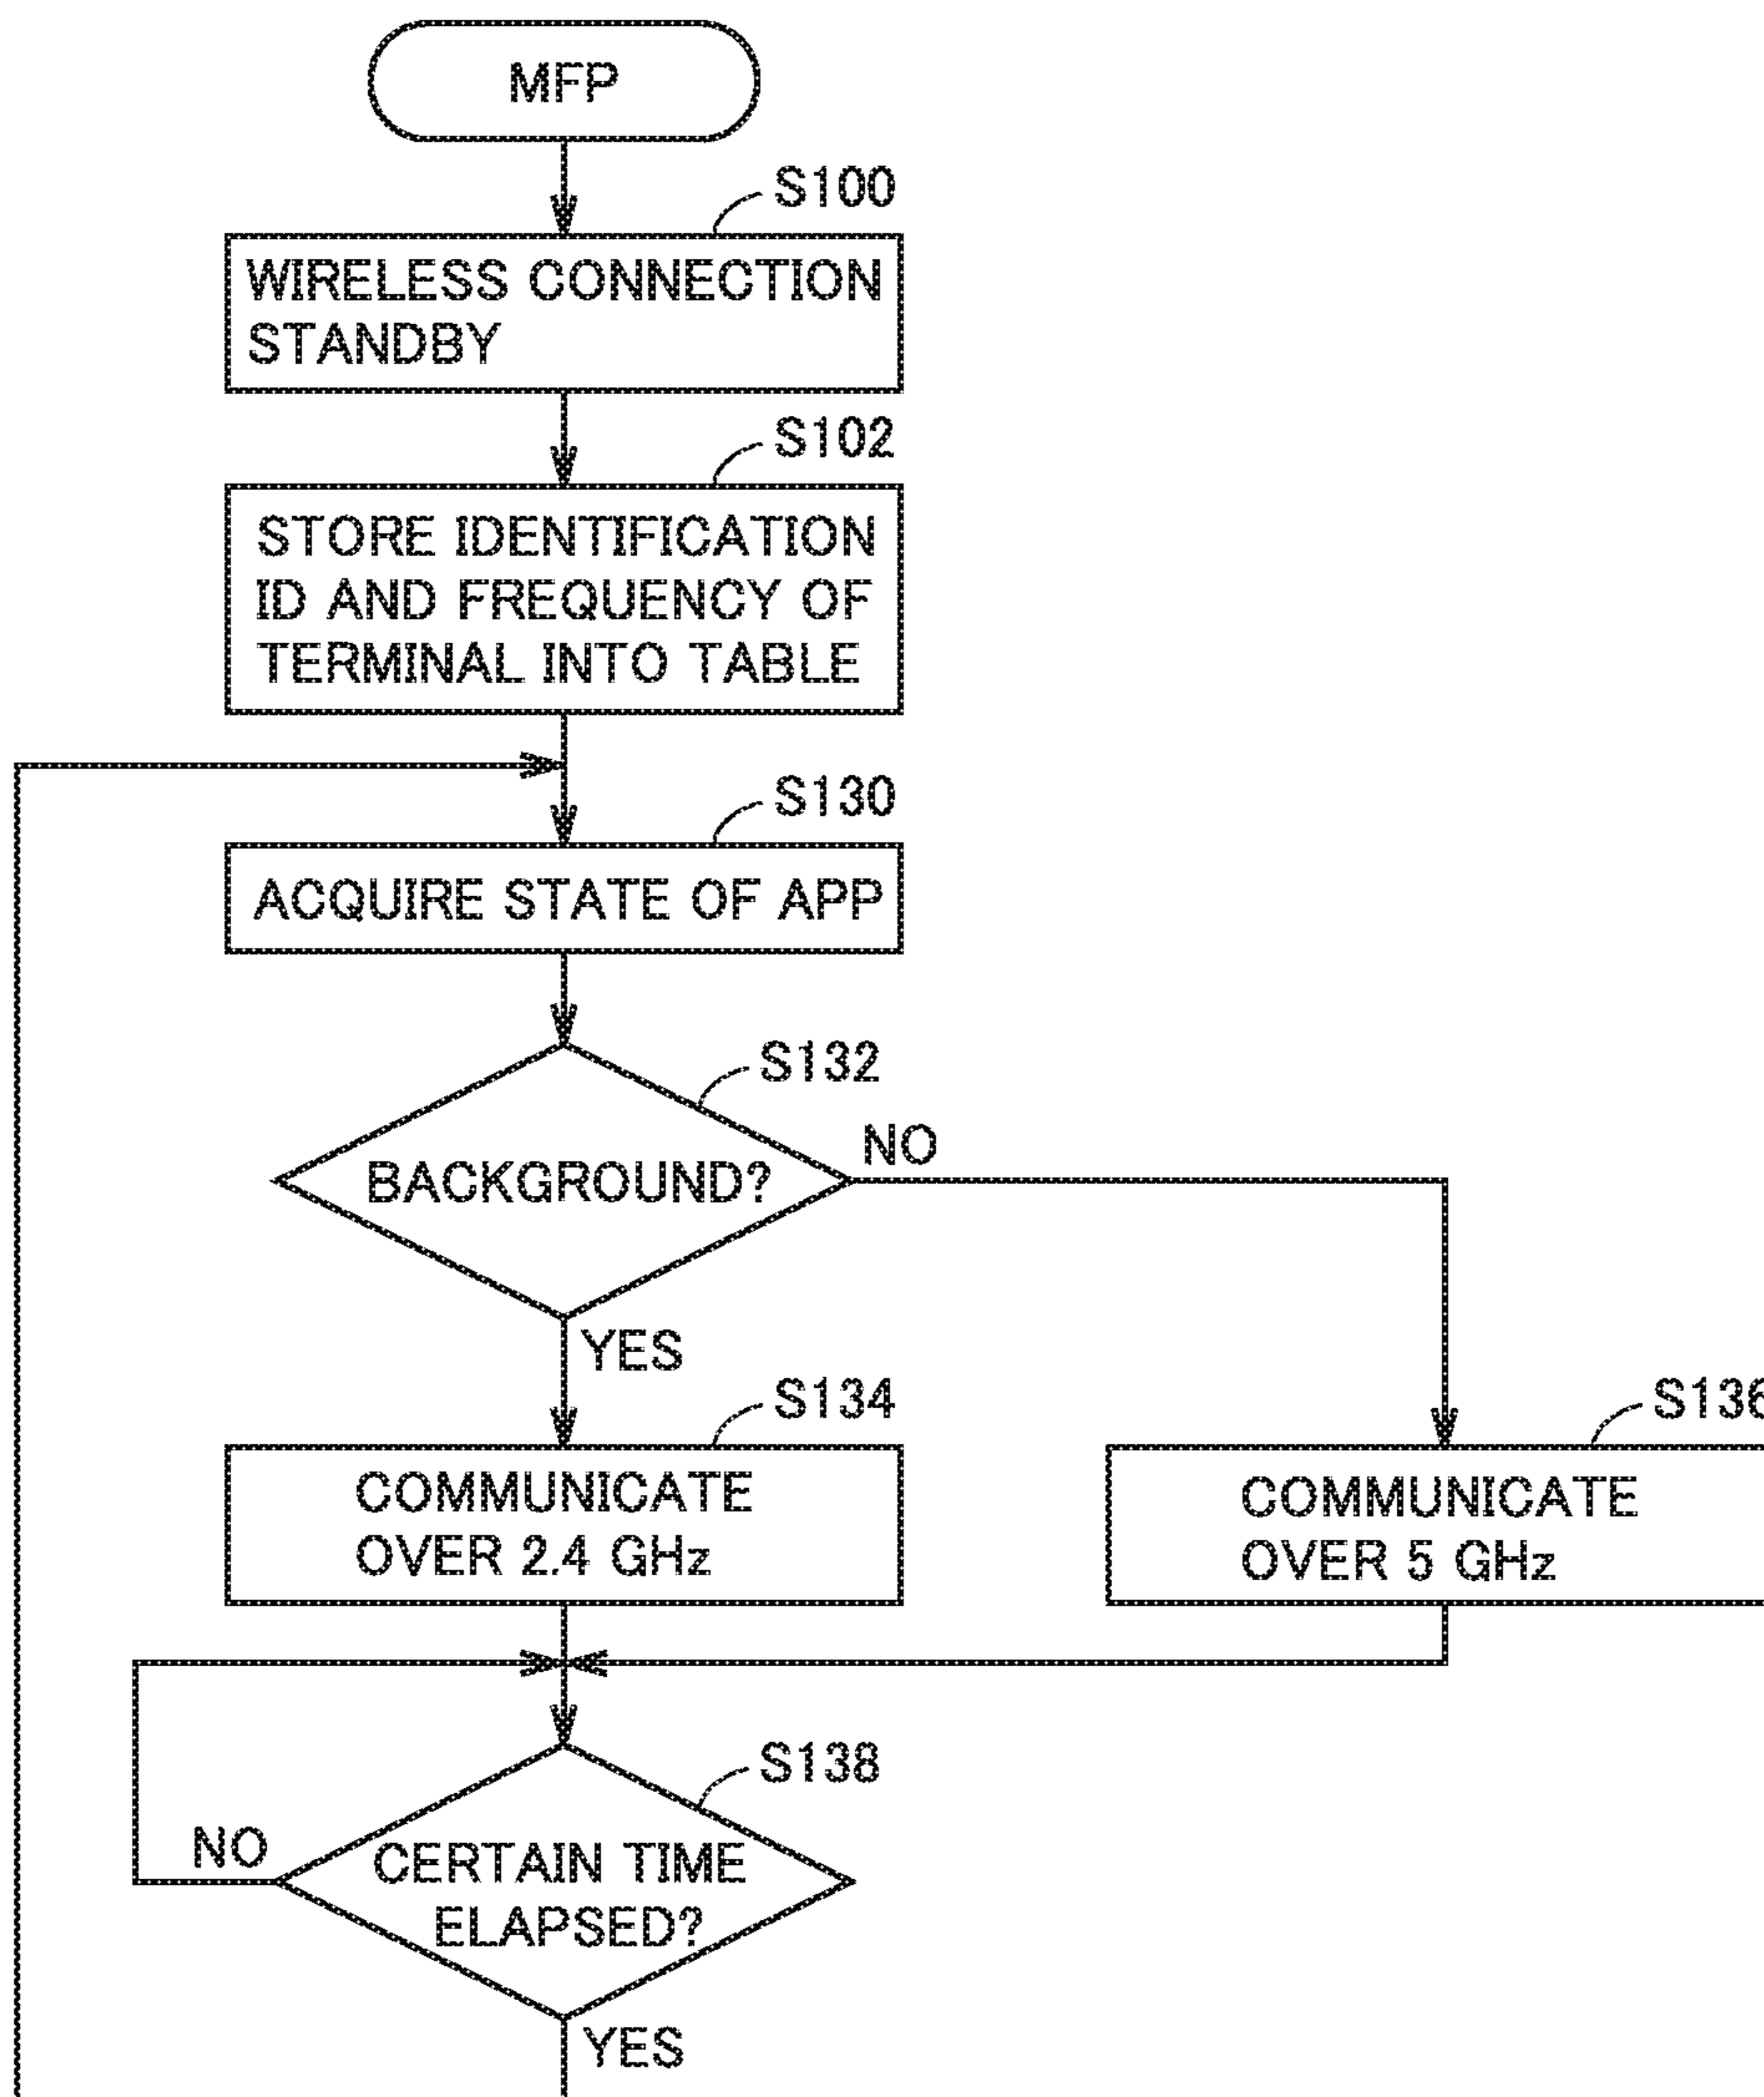 MFP
S100
WIRELESS CONNECTION
STANDBY
S102
STORE IDENTIFICATION
ID AND FREQUENCY OF
TERMINAL INTO TABLE
S130
ACQUIRE STATE OF APP
S132
BACKGROUND?
NO
YES
S134
COMMUNICATE
OVER 2.4 GHz
S136
COMMUNICATE
OVER 5 GHz
S138
CERTAIN TIME
ELAPSED?
NO
YES